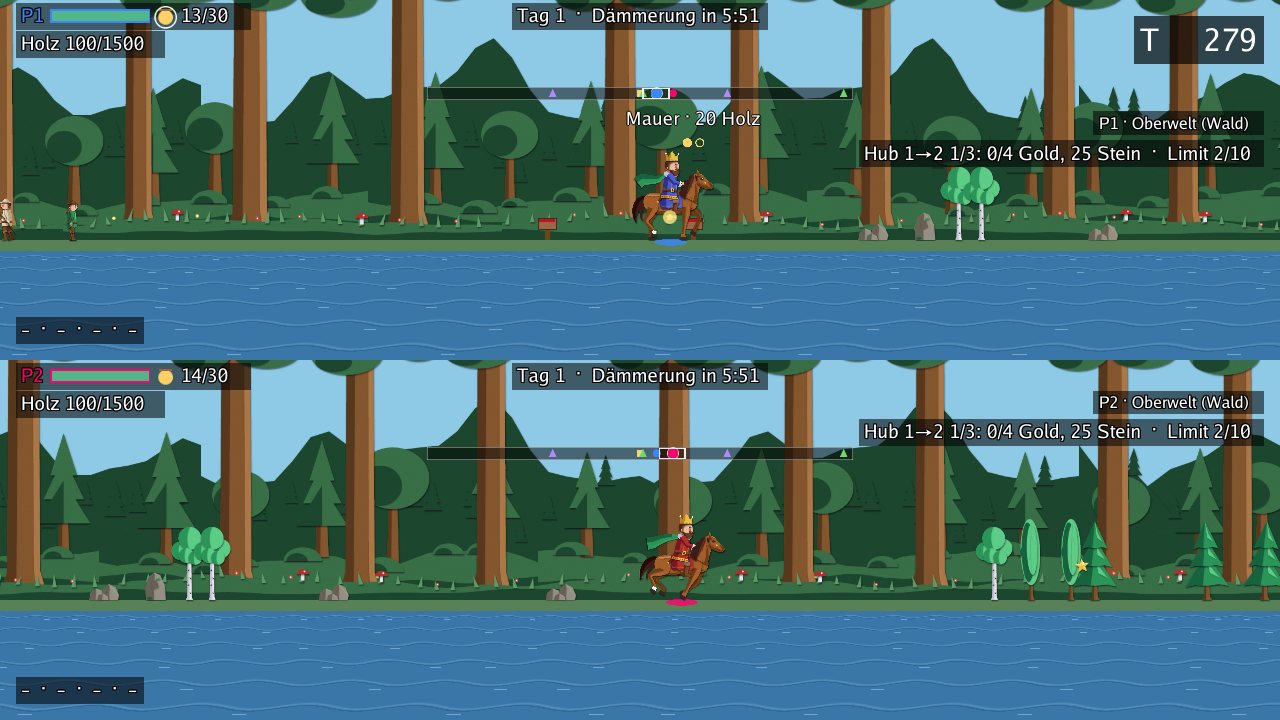 P1 13/30
Tag 1 · Dämmerung in 5:51
Holz 100/1500
T 279
Mauer · 20 Holz
P1 · Oberwelt (Wald)
Hub 1→2 1/3: 0/4 Gold, 25 Stein · Limit 2/10
– · – · – · –
P2 14/30
Tag 1 · Dämmerung in 5:51
Holz 100/1500
P2 · Oberwelt (Wald)
Hub 1→2 1/3: 0/4 Gold, 25 Stein · Limit 2/10
– · – · – · –